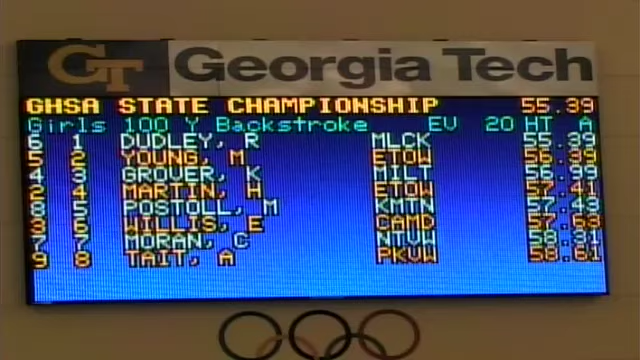 GT Georgia Tech
GHSA STATE CHAMPIONSHIP 55.39
Girls 100 Y Backstroke EV 20 HT A
6 1 DUDLEY, R MLCK 55.39
5 2 YOUNG, M ETOW 56.39
4 3 GROVER, K MILT 56.99
2 4 MARTIN, H ETOW 57.41
8 5 POSTOLL, M KMTN 57.43
3 6 WILLIS, E CAMD 57.63
7 7 MORAN, C NTVW 58.31
9 8 TAIT, A PKVW 58.61